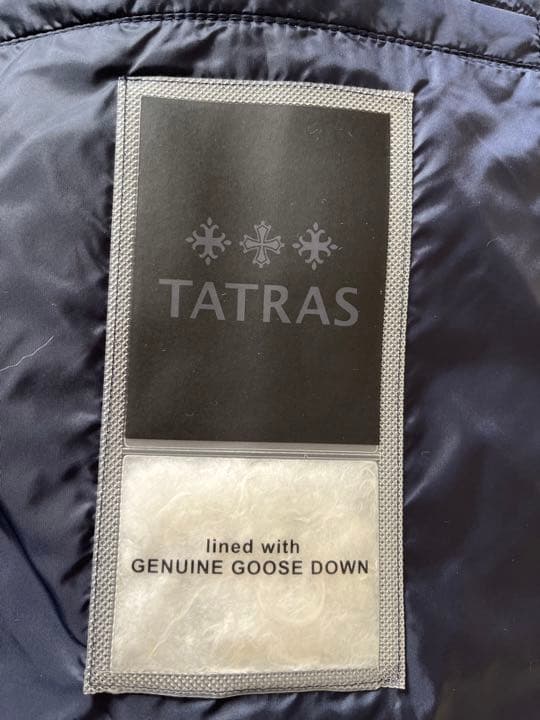 TATRAS
lined with
GENUINE GOOSE DOWN